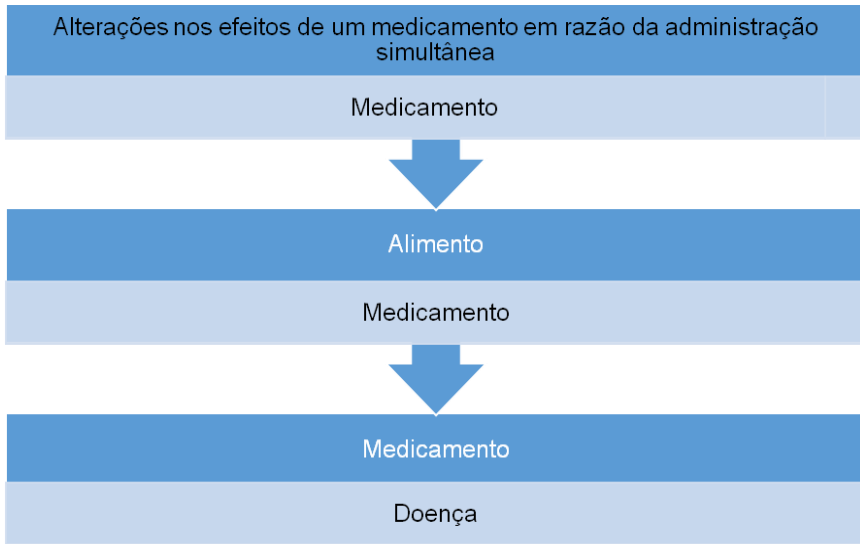 Alterações nos efeitos de um medicamento em razão da administração
simultânea
Medicamento
Alimento
Medicamento
Medicamento
Doença